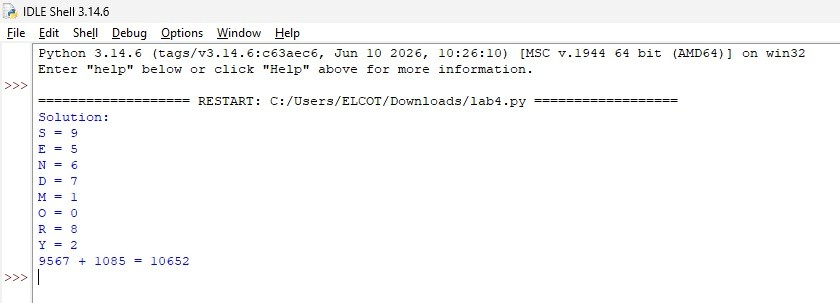 IDLE Shell 3.14.6
File Edit Shell Debug Options Window Help
Python 3.14.6 (tags/v3.14.6:c63aec6, Jun 10 2026, 10:26:10) [MSC v.1944 64 bit (AMD64)] on win32
Enter "help" below or click "Help" above for more information.
>>>
=================== RESTART: C:/Users/ELCOT/Downloads/lab4.py ==================
Solution:
S = 9
E = 5
N = 6
D = 7
M = 1
O = 0
R = 8
Y = 2
9567 + 1085 = 10652
>>>